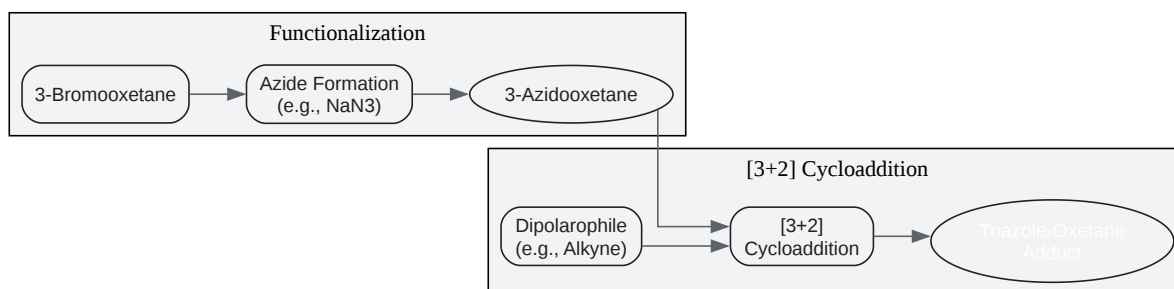 Functionalization
3-Bromooxetane
Azide Formation
(e.g., NaN3)
3-Azidooxetane
[3+2] Cycloaddition
Dipolarophile
(e.g., Alkyne)
[3+2]
Cycloaddition
Triazole-Oxetane
Adduct